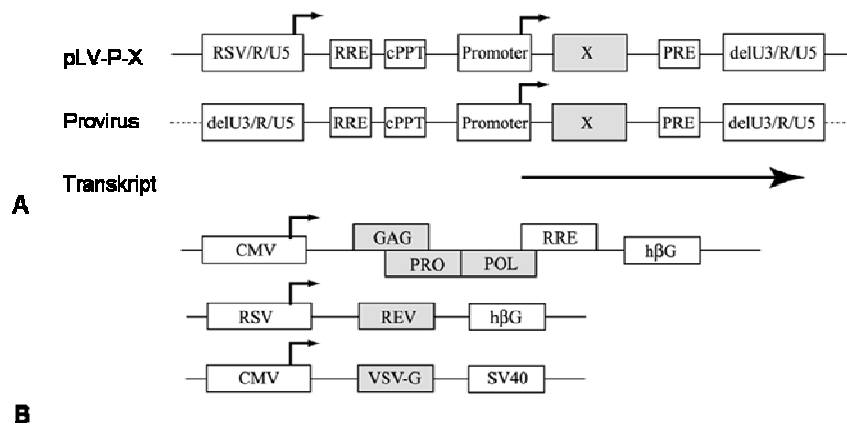 pLV-P-X RSV/R/U5 RRE cPPT Promoter X PRE delU3/R/U5
Provirus delU3/R/U5 RRE cPPT Promoter X PRE delU3/R/U5
Transkript
A
CMV GAG PRO POL RRE hβG
RSV REV hβG
CMV VSV-G SV40
B